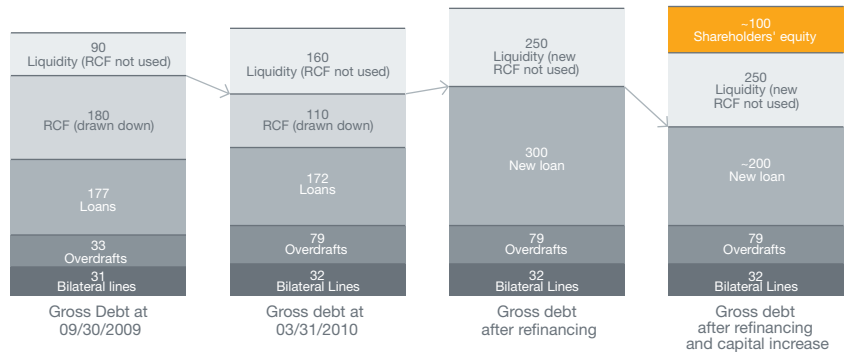 90
Liquidity (RCF not used)
180
RCF (drawn down)
177
Loans
33
Overdrafts
31
Bilateral lines
Gross Debt at
09/30/2009
160
Liquidity (RCF not used)
110
RCF (drawn down)
172
Loans
79
Overdrafts
32
Bilateral Lines
Gross debt at
03/31/2010
250
Liquidity (new
RCF not used)
300
New loan
79
Overdrafts
32
Bilateral Lines
Gross debt
after refinancing
~100
Shareholders' equity
250
Liquidity (new
RCF not used)
~200
New loan
79
Overdrafts
32
Bilateral Lines
Gross debt
after refinancing
and capital increase